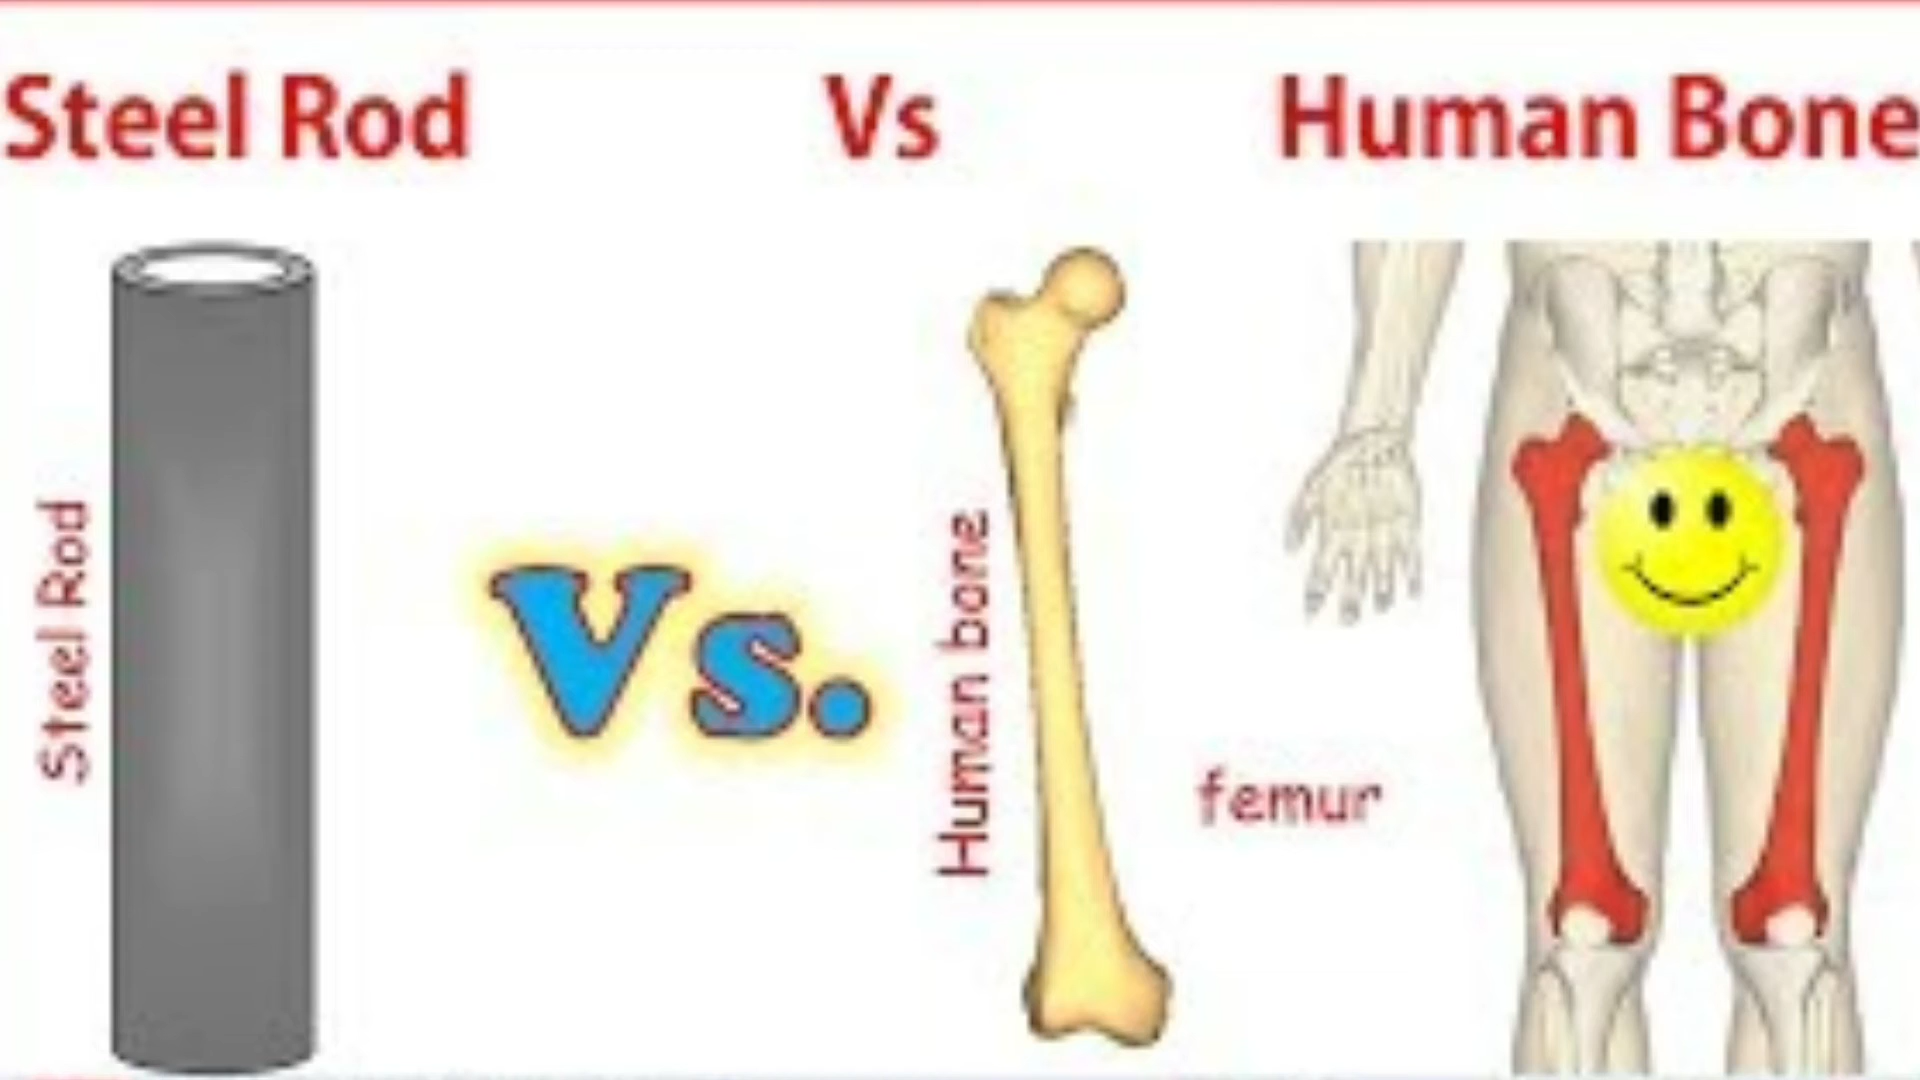 Steel Rod Vs Human Bone
Steel Rod
Vs.
Human bone
femur